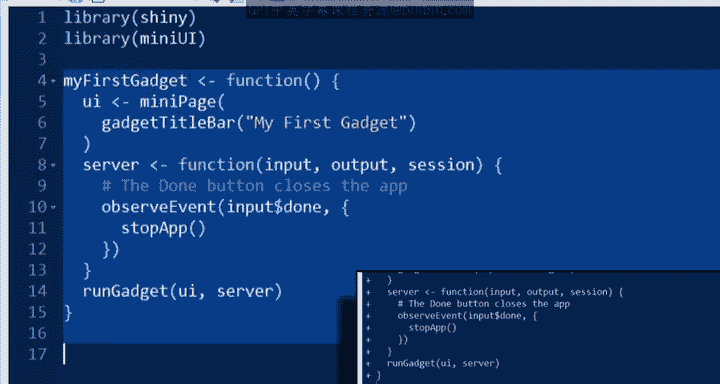 1 library(shiny)
2 library(miniUI)
3
4 myFirstGadget <- function() {
5   ui <- miniPage(
6     gadgetTitleBar("My First Gadget")
7   )
8   server <- function(input, output, session) {
9     # The Done button closes the app
10     observeEvent(input$done, {
11       stopApp()
12     })
13   }
14   runGadget(ui, server)
15 }
16
17
+   )
+   server <- function(input, output, session) {
+     # The Done button closes the app
+     observeEvent(input$done, {
+       stopApp()
+     })
+   }
+   runGadget(ui, server)
+ }